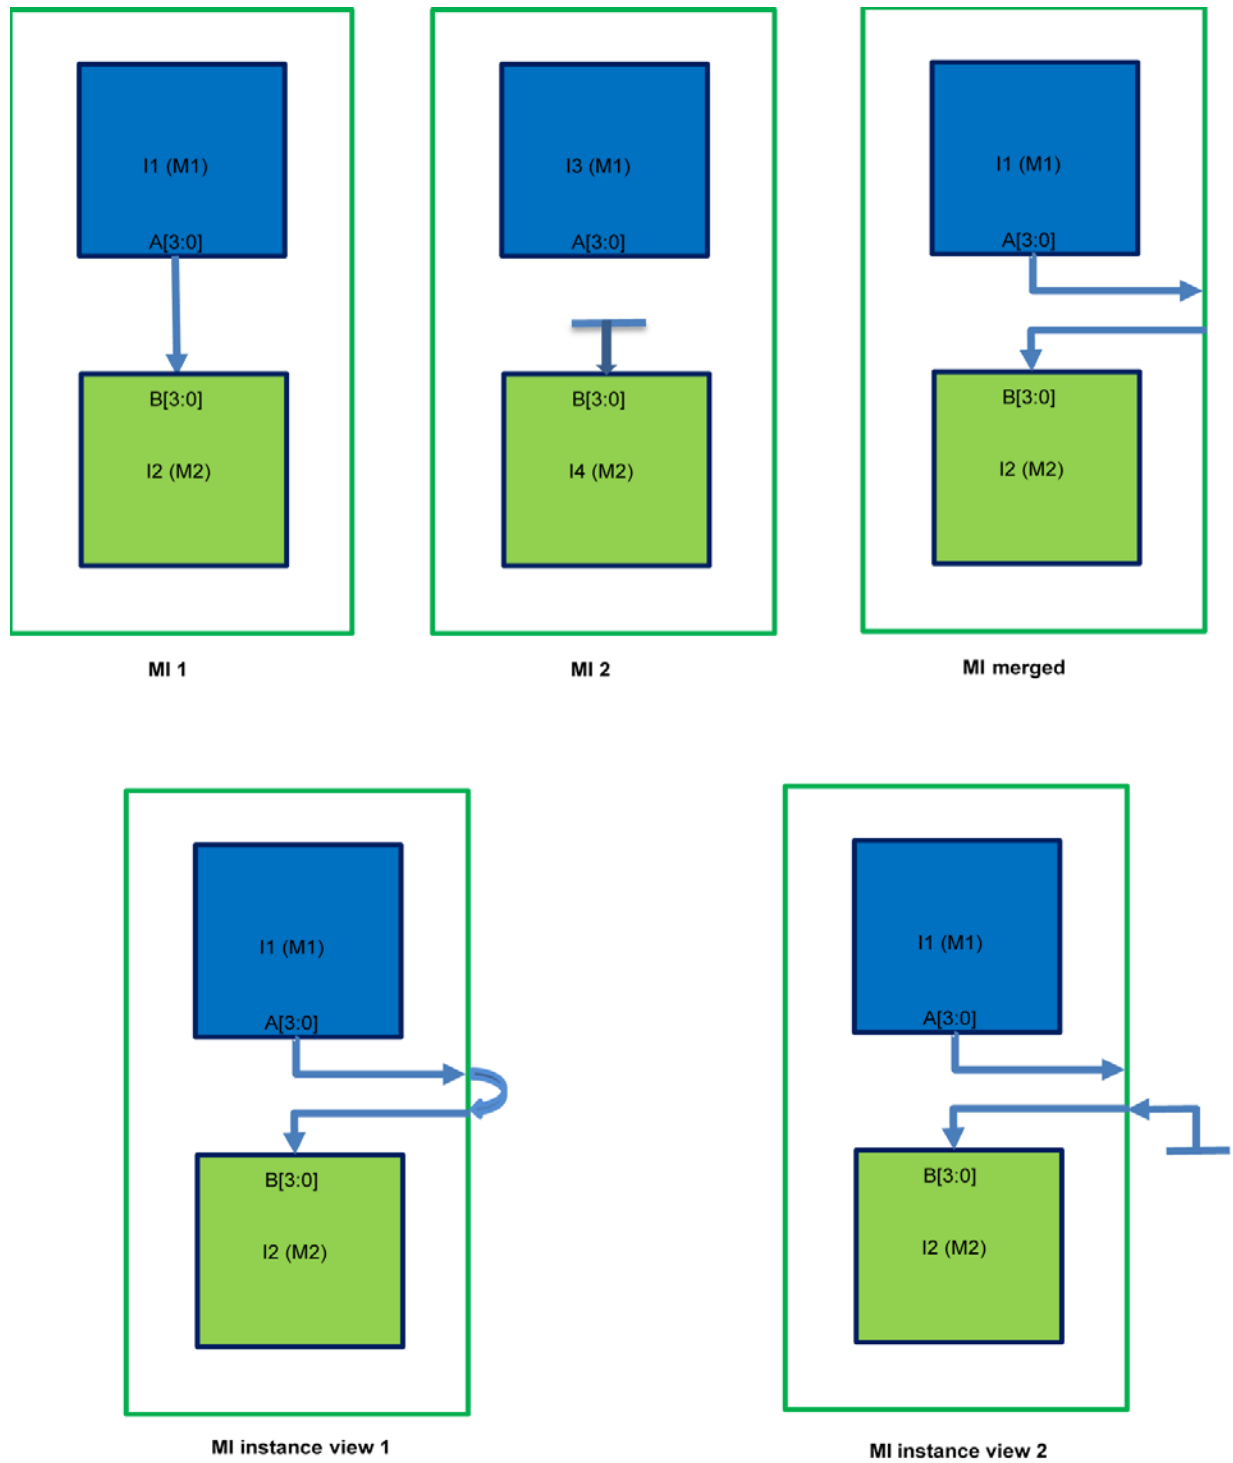 I1 (M1)
A[3:0]
B[3:0]
I2 (M2)
MI 1
I3 (M1)
A[3:0]
B[3:0]
I4 (M2)
MI 2
I1 (M1)
A[3:0]
B[3:0]
I2 (M2)
MI merged
I1 (M1)
A[3:0]
B[3:0]
I2 (M2)
MI instance view 1
I1 (M1)
A[3:0]
B[3:0]
I2 (M2)
MI instance view 2